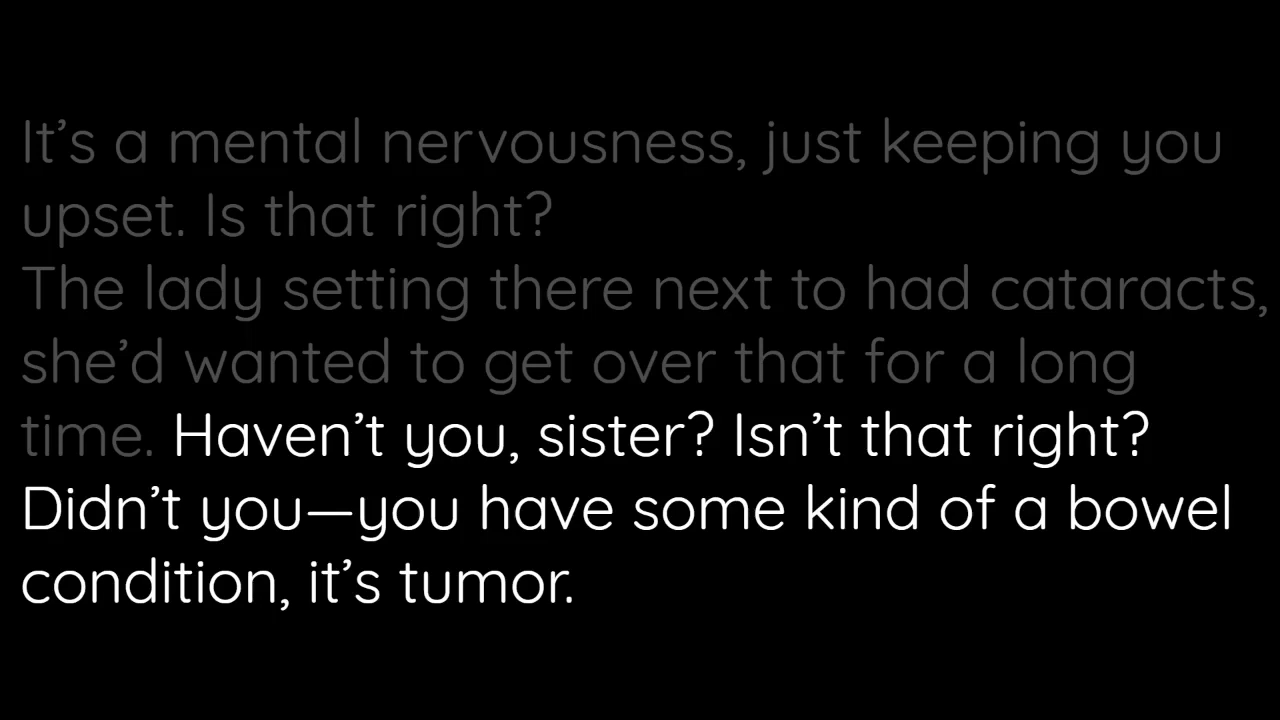 It’s a mental nervousness, just keeping you
upset. Is that right?
The lady setting there next to had cataracts,
she’d wanted to get over that for a long
time. Haven’t you, sister? Isn’t that right?
Didn’t you—you have some kind of a bowel
condition, it’s tumor.